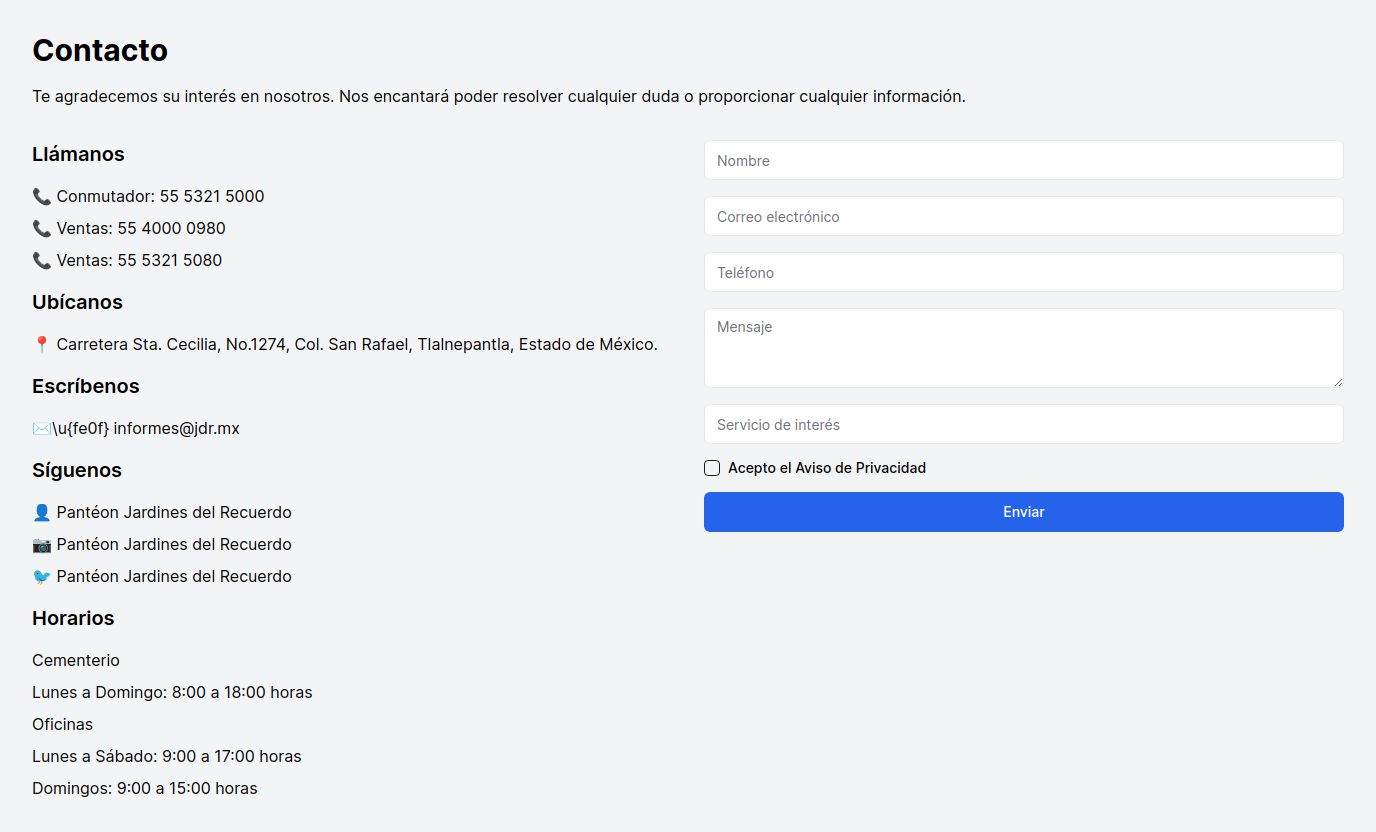 Contacto
Te agradecemos su interés en nosotros. Nos encantará poder resolver cualquier duda o proporcionar cualquier información.
Llámanos
📞 Conmutador: 55 5321 5000
📞 Ventas: 55 4000 0980
📞 Ventas: 55 5321 5080
Ubícanos
📍 Carretera Sta. Cecilia, No.1274, Col. San Rafael, Tlalnepantla, Estado de México.
Escríbenos
✉️\u{fe0f} informes@jdr.mx
Síguenos
👤 Pantéon Jardines del Recuerdo
📷 Pantéon Jardines del Recuerdo
🐦 Pantéon Jardines del Recuerdo
Horarios
Cementerio
Lunes a Domingo: 8:00 a 18:00 horas
Oficinas
Lunes a Sábado: 9:00 a 17:00 horas
Domingos: 9:00 a 15:00 horas
Nombre
Correo electrónico
Teléfono
Mensaje
Servicio de interés
Acepto el Aviso de Privacidad
Enviar